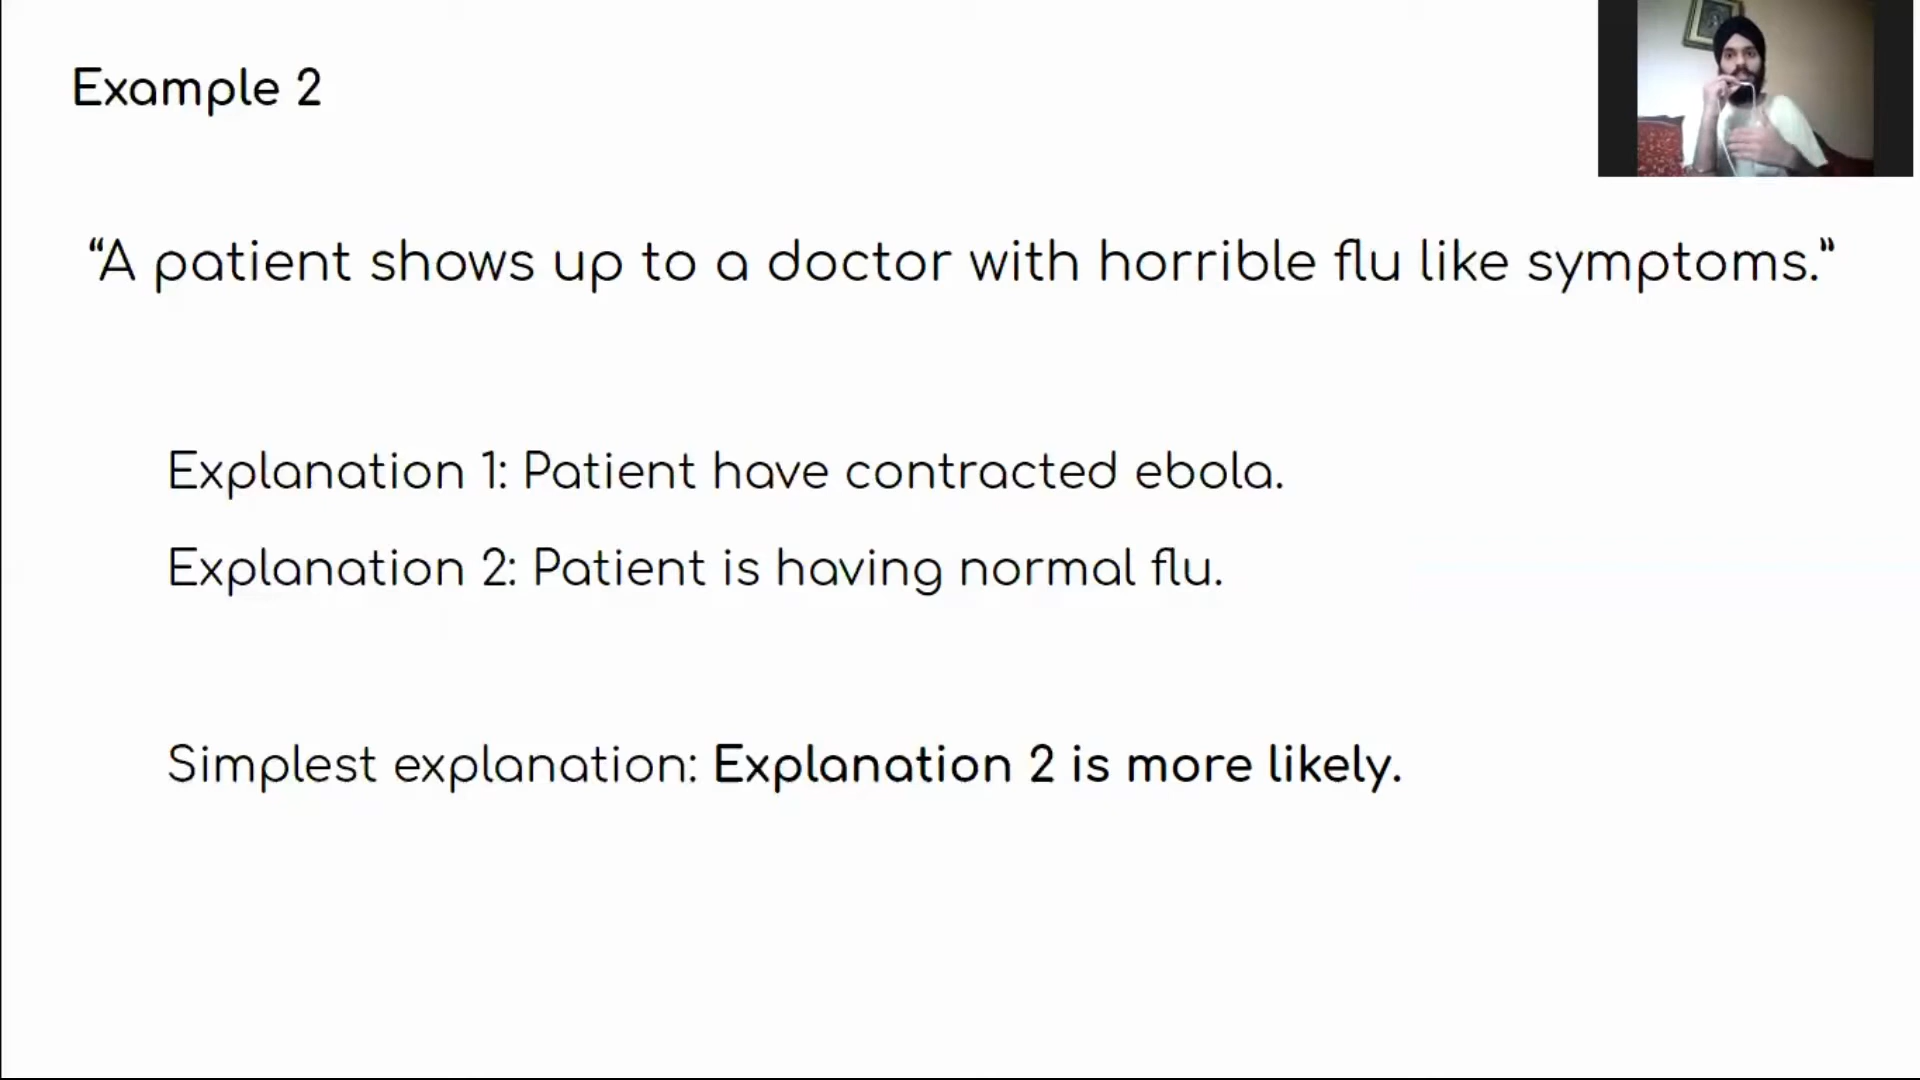 Example 2
“A patient shows up to a doctor with horrible flu like symptoms.”
Explanation 1: Patient have contracted ebola.
Explanation 2: Patient is having normal flu.
Simplest explanation: Explanation 2 is more likely.